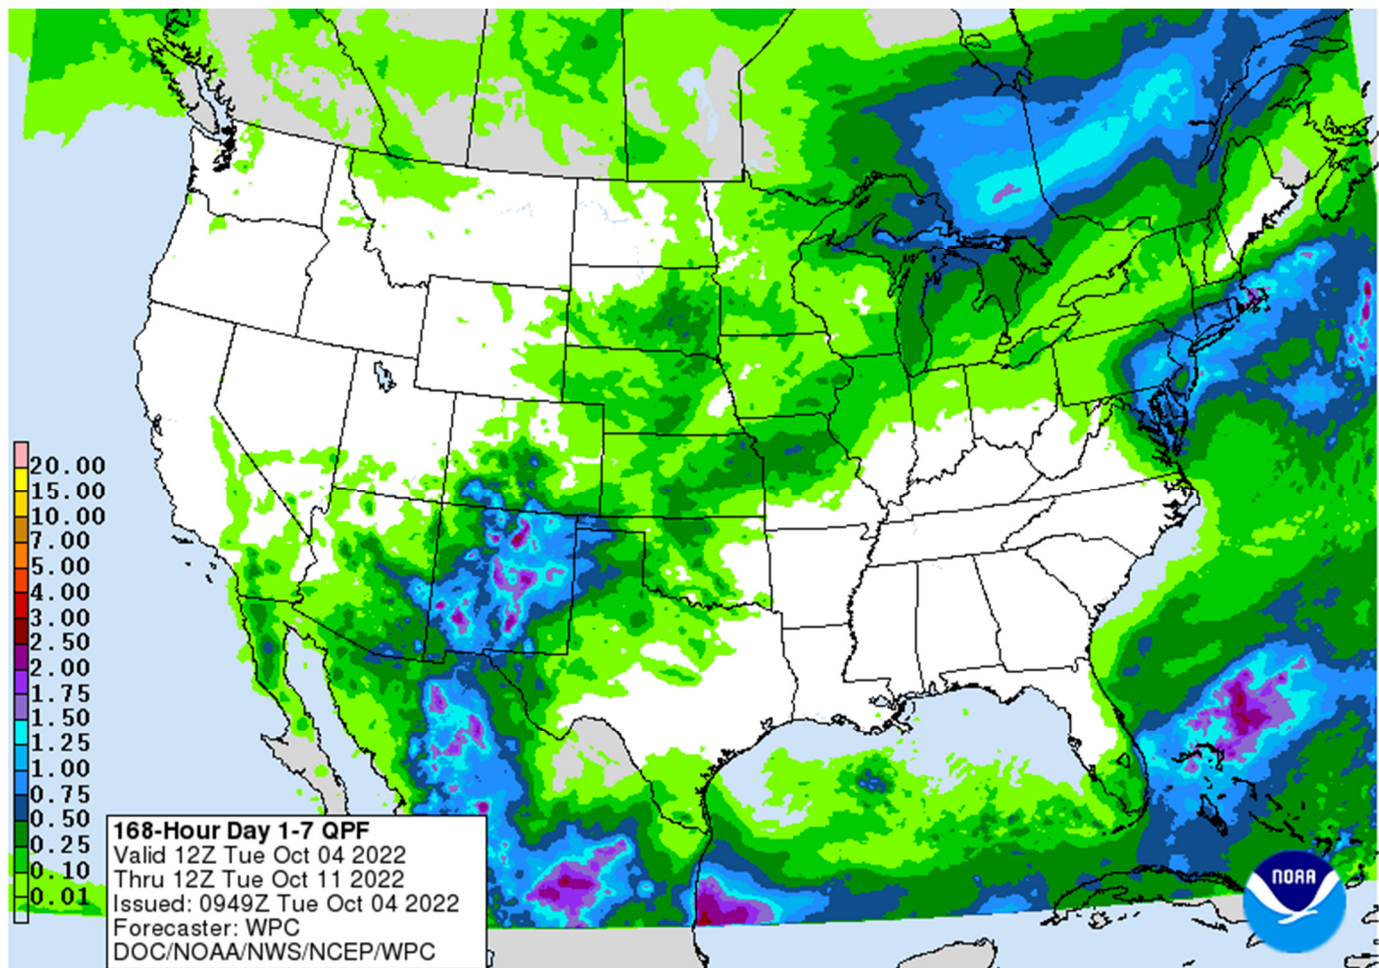 20.00
15.00
10.00
7.00
5.00
4.00
3.00
2.50
2.00
1.75
1.50
1.25
1.00
0.75
0.50
0.25
0.10
0.01
168-Hour Day 1-7 QPF
Valid 12Z Tue Oct 04 2022
Thru 12Z Tue Oct 11 2022
Issued: 0949Z Tue Oct 04 2022
Forecaster: WPC
DOC/NOAA/NWS/NCEP/WPC
NOAA